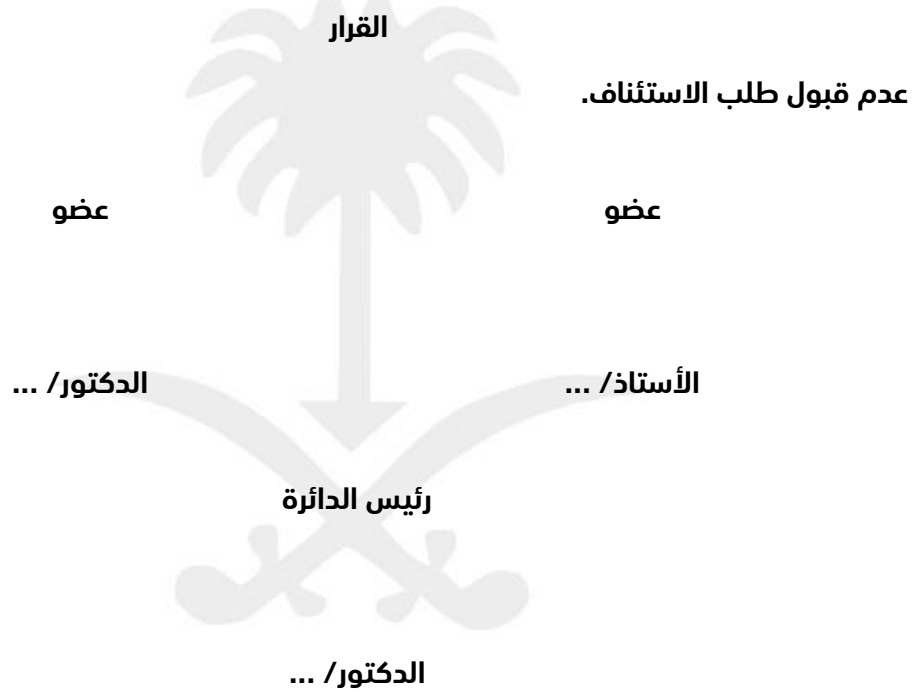 القرار
عدم قبول طلب الاستئناف.
عضو عضو
الأستاذ/ ... الدكتور/ ...
رئيس الدائرة
الدكتور/ ...